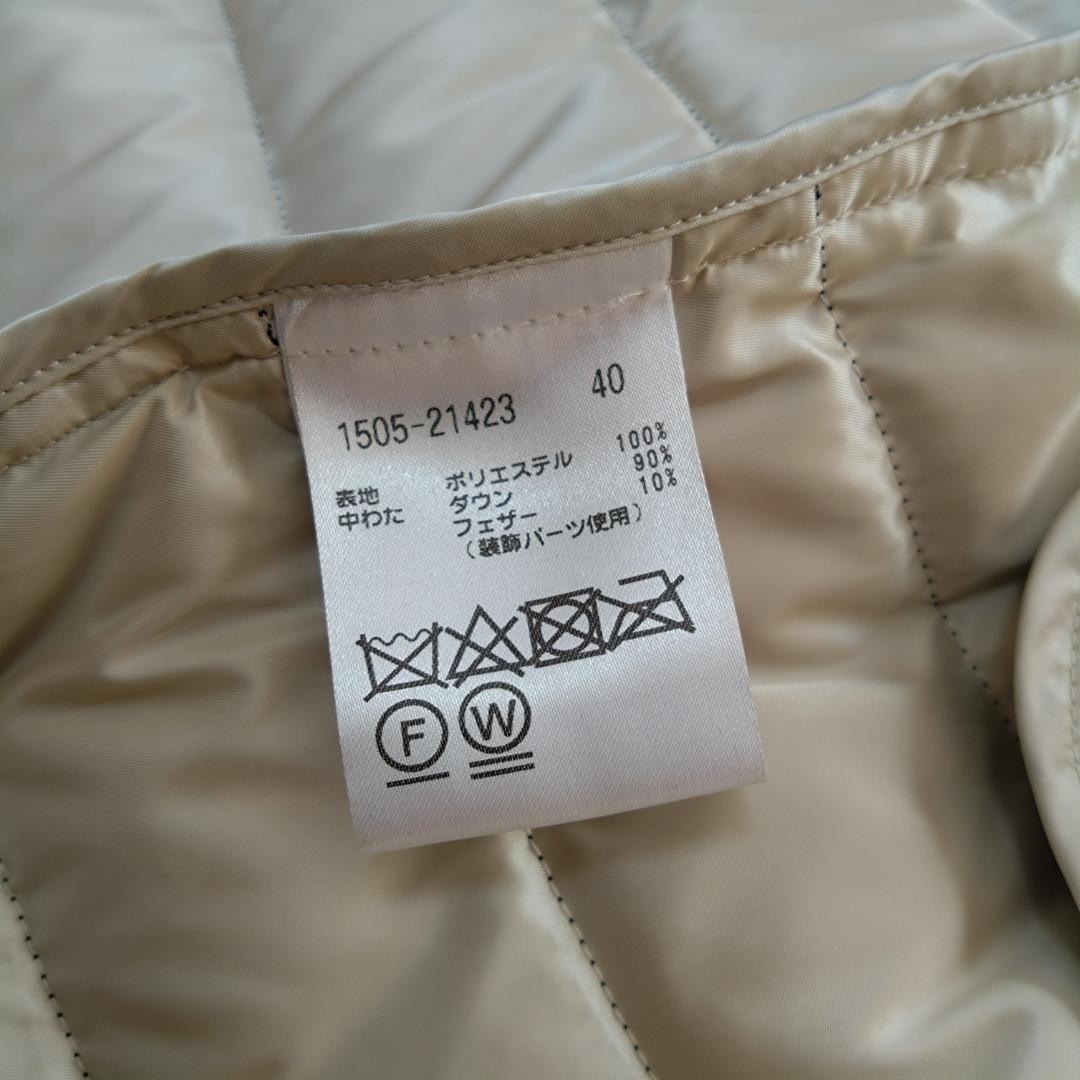 1505-21423 40
表地 ポリエステル 100%
中わた ダウン 90%
フェザー 10%
(装飾パーツ使用)
F W